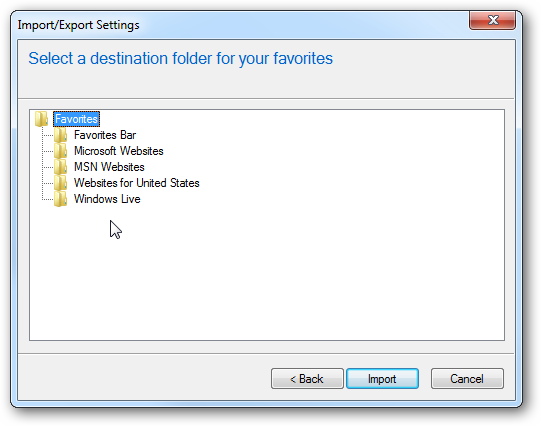 Import/Export Settings
Select a destination folder for your favorites
Favorites
Favorites Bar
Microsoft Websites
MSN Websites
Websites for United States
Windows Live
< Back
Import
Cancel